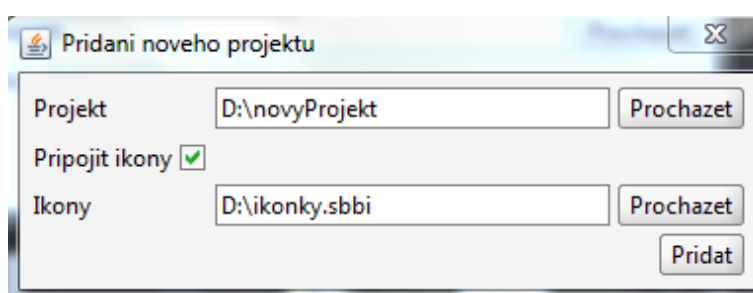 Pridani noveho projektu
Projekt D:\novyProjekt Prochazet
Pripojit ikony
Ikony D:\ikonky.sbbi Prochazet
Pridat